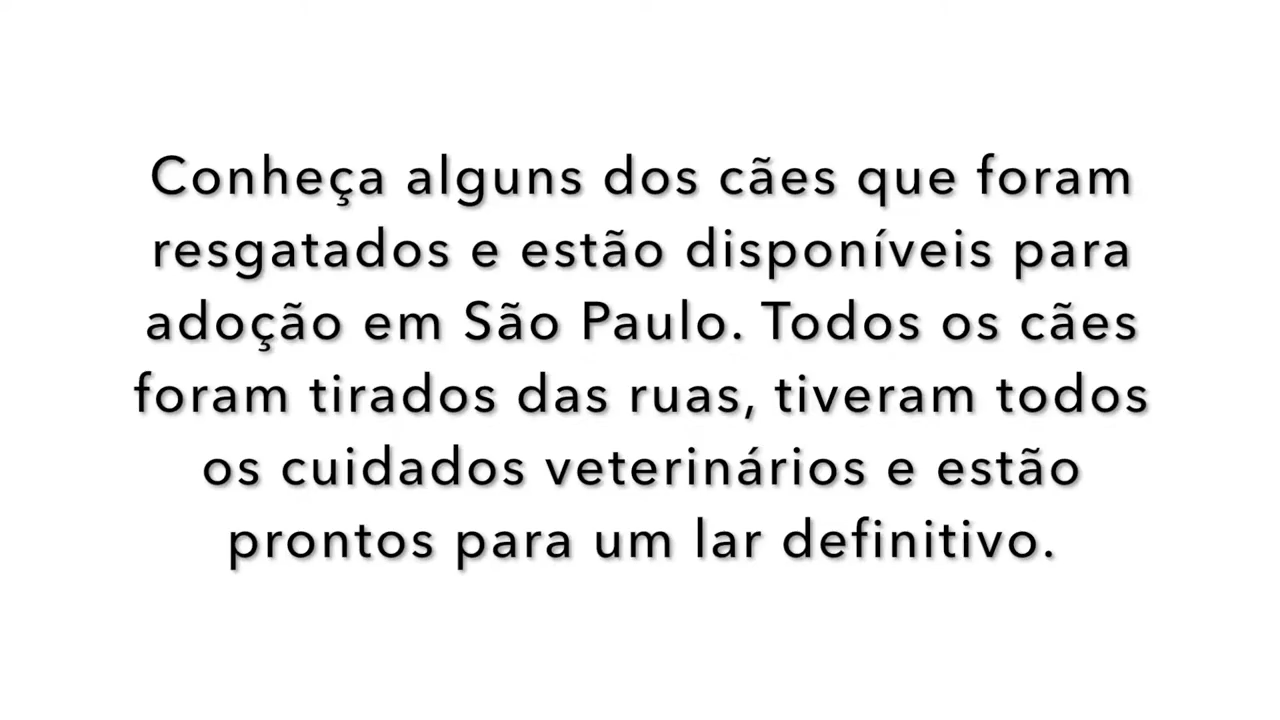 Conheça alguns dos cães que foram
resgatados e estão disponíveis para
adoção em São Paulo. Todos os cães
foram tirados das ruas, tiveram todos
os cuidados veterinários e estão
prontos para um lar definitivo.